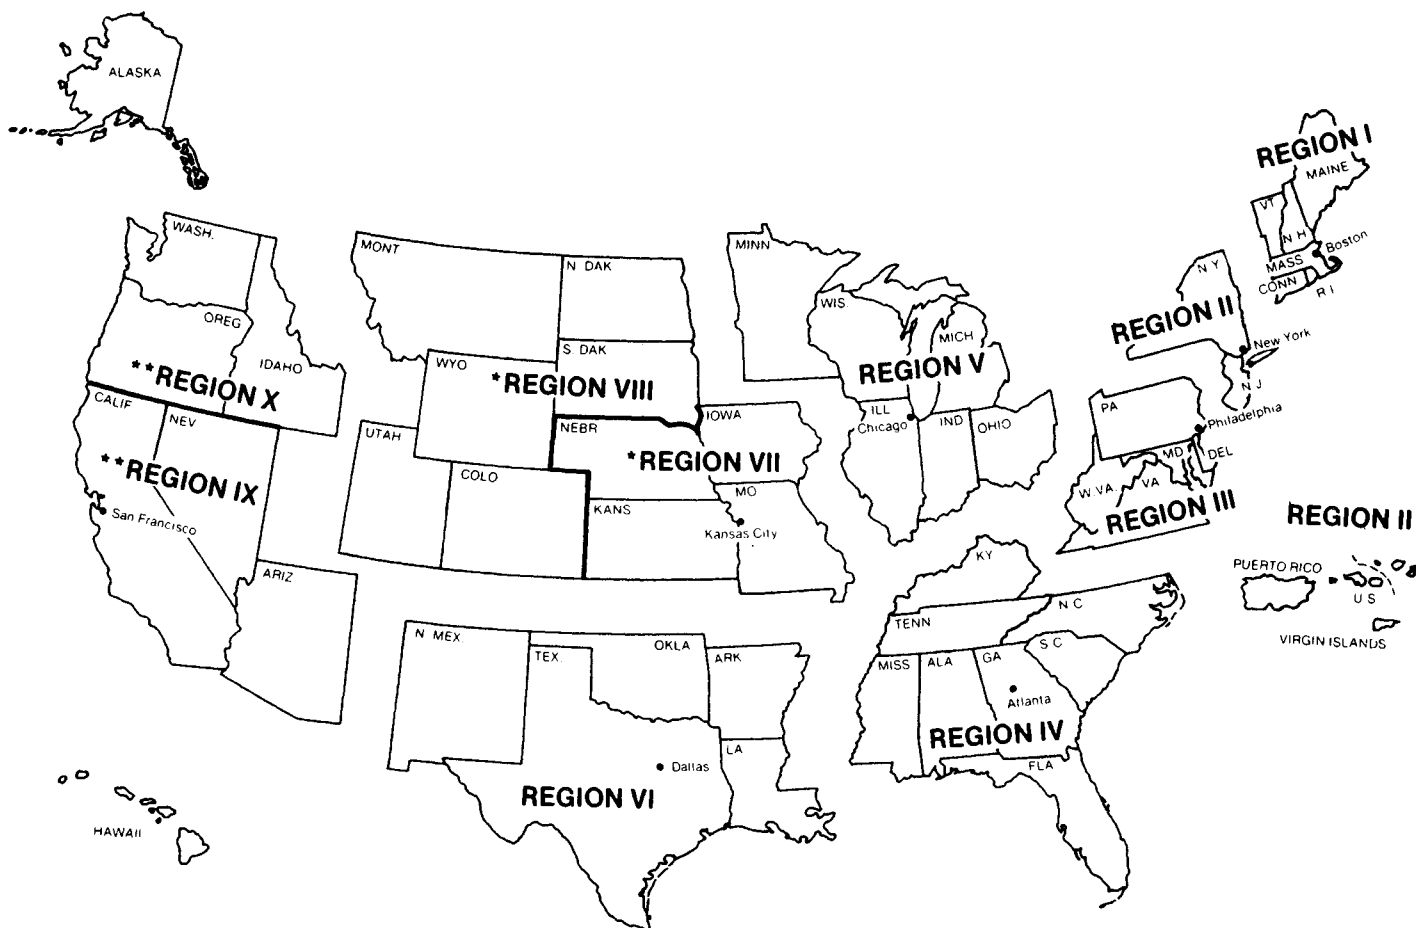 ALASKA
REGION I
MAINE
VT
N H
Boston
MASS
CONN
R I
WASH.
OREG
IDAHO
**REGION X
MONT
N DAK
S. DAK
WYO
*REGION VIII
MINN
WIS
MICH
REGION V
ILL
Chicago
IND
OHIO
N Y
REGION II
New York
N J
PA
Philadelphia
MD
DEL
W. VA.
VA
REGION III
CALIF
NEV
**REGION IX
San Francisco
UTAH
COLO
NEBR
IOWA
*REGION VII
KANS
MO
Kansas City
ARIZ
N MEX.
TEX.
OKLA
ARK
LA
Dallas
REGION VI
KY
TENN
N C
S C
MISS
ALA
GA
Atlanta
REGION IV
FLA
REGION II
PUERTO RICO
U S
VIRGIN ISLANDS
HAWAII